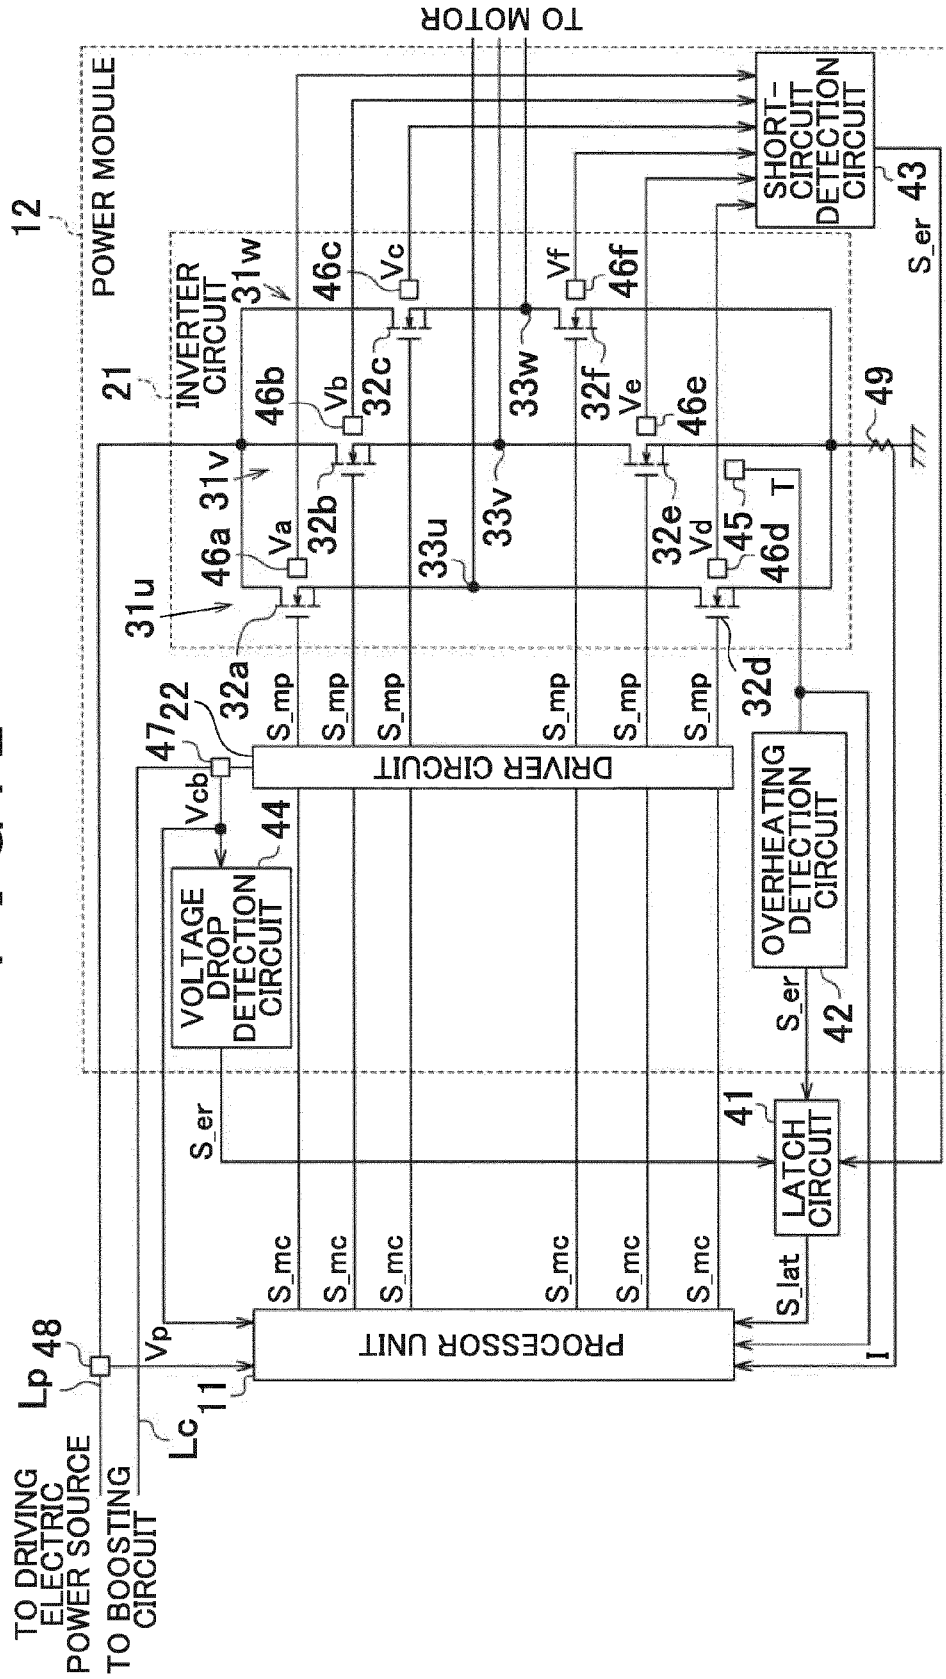 TO DRIVING
ELECTRIC
POWER SOURCE
TO BOOSTING
CIRCUIT
Lp
48
Lc
Vp
11
PROCESSOR UNIT
S_mc
S_mc
S_mc
S_mc
S_mc
S_mc
S_lat
I
S_er
41
LATCH
CIRCUIT
12
POWER MODULE
VOLTAGE
DROP
DETECTION
CIRCUIT
44
Vcb
47
22
DRIVER CIRCUIT
S_er
42
OVERHEATING
DETECTION
CIRCUIT
S_mp
S_mp
S_mp
S_mp
S_mp
S_mp
21
INVERTER
CIRCUIT
31u
31v
31w
32a
32b
32c
32d
32e
32f
33u
33v
33w
46a
46b
46c
46d
46e
46f
Va
Vb
Vc
Vd
Ve
Vf
45
T
49
TO MOTOR
SHORT-
CIRCUIT
DETECTION
CIRCUIT
43
S_er